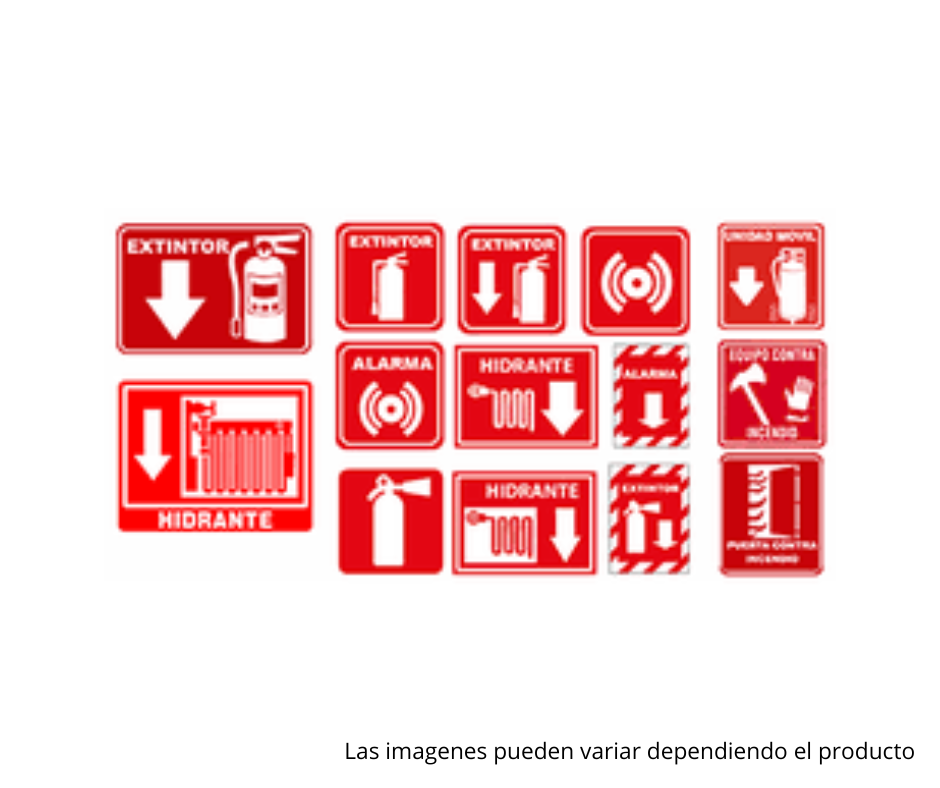 EXTINTOR
HIDRANTE
EXTINTOR
EXTINTOR
UNIDAD MOVIL
ALARMA
HIDRANTE
ALARMA
EQUIPO CONTRA
INCENDIO
HIDRANTE
EXTINTOR
PUERTA CONTRA
INCENDIO
Las imagenes pueden variar dependiendo el producto